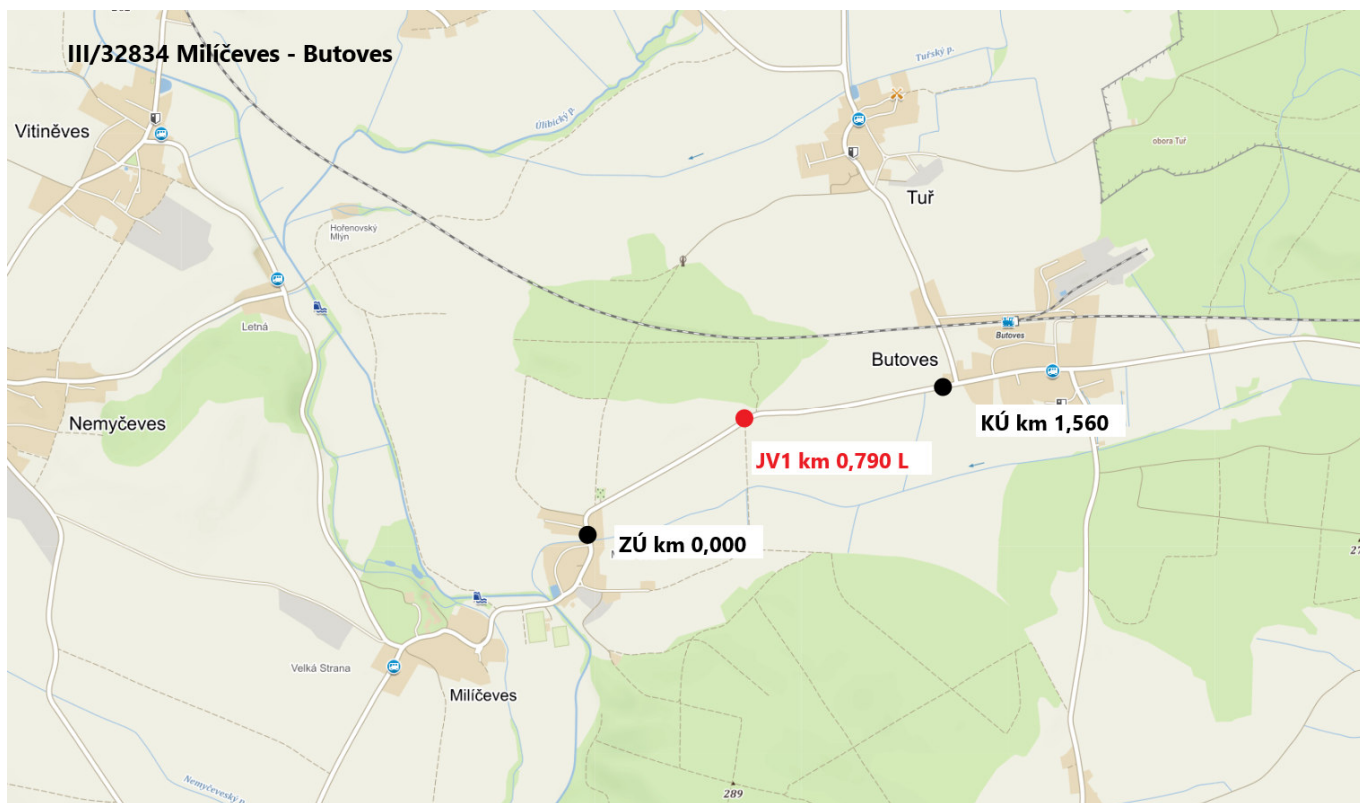 III/32834 Milíčeves - Butoves
Tuřský p.
Vitiněves
Úlibický p.
obora Tuř
Tuř
Hořenovský
Mlýn
Letná
Butoves
Butoves
Nemyčeves
KÚ km 1,560
JV1 km 0,790 L
ZÚ km 0,000
Velká Strana
Milíčeves
Nemyčeveský p.
289